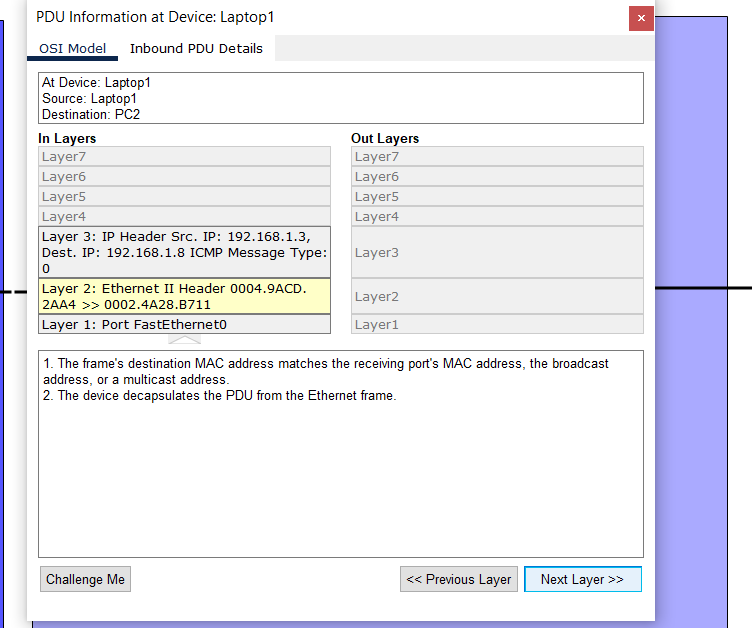 PDU Information at Device: Laptop1
×
OSI Model
Inbound PDU Details
At Device: Laptop1
Source: Laptop1
Destination: PC2
In Layers
Out Layers
Layer7
Layer6
Layer5
Layer4
Layer 3: IP Header Src. IP: 192.168.1.3,
Dest. IP: 192.168.1.8 ICMP Message Type:
0
Layer 2: Ethernet II Header 0004.9ACD.
2AA4 >> 0002.4A28.B711
Layer 1: Port FastEthernet0
Layer7
Layer6
Layer5
Layer4
Layer3
Layer2
Layer1
1. The frame's destination MAC address matches the receiving port's MAC address, the broadcast
address, or a multicast address.
2. The device decapsulates the PDU from the Ethernet frame.
Challenge Me
<< Previous Layer
Next Layer >>